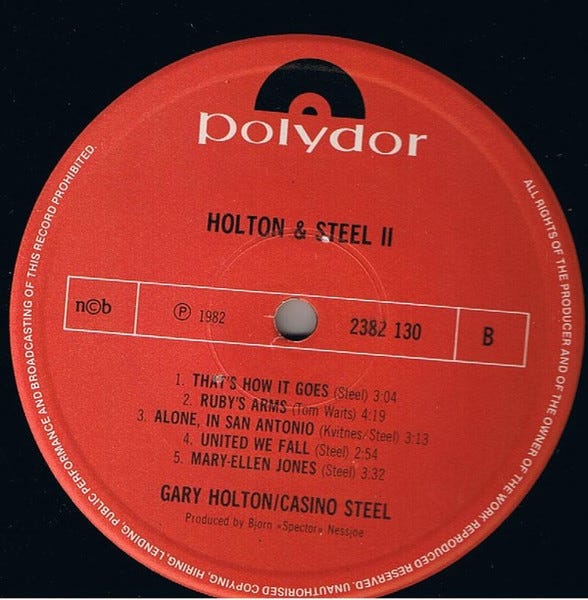 polydor
HOLTON & STEEL II
n©b
℗ 1982
2382 130
B
1. THAT'S HOW IT GOES (Steel) 3:04
2. RUBY'S ARMS (Tom Waits) 4:19
3. ALONE, IN SAN ANTONIO (Kvitnes/Steel) 3:13
4. UNITED WE FALL (Steel) 2:54
5. MARY-ELLEN JONES (Steel) 3:32
GARY HOLTON/CASINO STEEL
Produced by Bjorn «Spector» Nessjoe
ALL RIGHTS OF THE PRODUCER AND OF THE OWNER OF THE WORK REPRODUCED RESERVED. UNAUTHORISED COPYING, HIRING, LENDING, PUBLIC PERFORMANCE AND BROADCASTING OF THIS RECORD PROHIBITED.